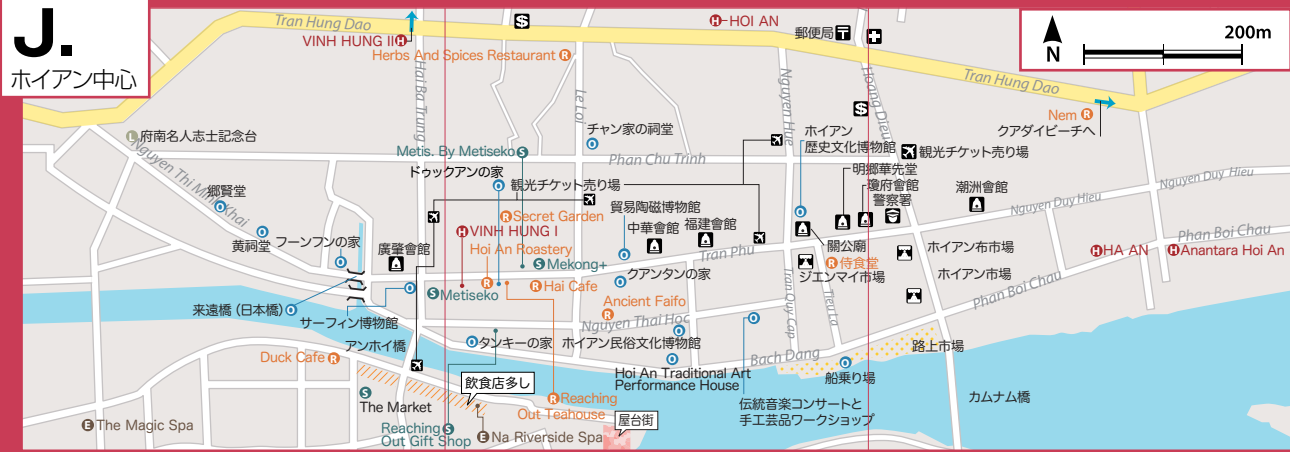 J.
ホイアン中心
Tran Hung Dao
HOI AN
VINH HUNG II
Herbs And Spices Restaurant
郵便局
N
200m
Tran Hung Dao
Nem
クアダイビーチへ
Hai Ba Trung
Le Loi
Nguyen Hue
Hoang Dieu
府南名人志士記念台
チャン家の祠堂
ホイアン
歴史文化博物館
観光チケット売り場
Metis. By Metiseko
Phan Chu Trinh
Nguyen Thi Minh Khai
ドゥックアンの家
観光チケット売り場
明郷華先堂
瓊府會館
警察署
潮洲會館
Nguyen Duy Hieu
Nguyen Duy Hieu
郷賢堂
Secret Garden
貿易陶磁博物館
中華會館
福建會館
黄祠堂
フーンフンの家
廣肇會館
VINH HUNG I
Hoi An Roastery
Mekong+
Tran Phu
關公廟
侍食堂
ジエンマイ市場
ホイアン布市場
ホイアン市場
HA AN
Phan Boi Chau
Anantara Hoi An
クアンタンの家
Metiseko
Hai Cafe
Ancient Faifo
Tran Quy Cap
Tieu La
Phan Boi Chau
来遠橋 (日本橋)
サーフィン博物館
Nguyen Thai Hoc
アンホイ橋
タンキーの家
ホイアン民俗文化博物館
Bach Dang
路上市場
Duck Cafe
Hoi An Traditional Art
Performance House
船乗り場
飲食店多し
The Market
Reaching
Out Teahouse
伝統音楽コンサートと
手工芸品ワークショップ
カムナム橋
屋台街
The Magic Spa
Reaching
Out Gift Shop
Na Riverside Spa